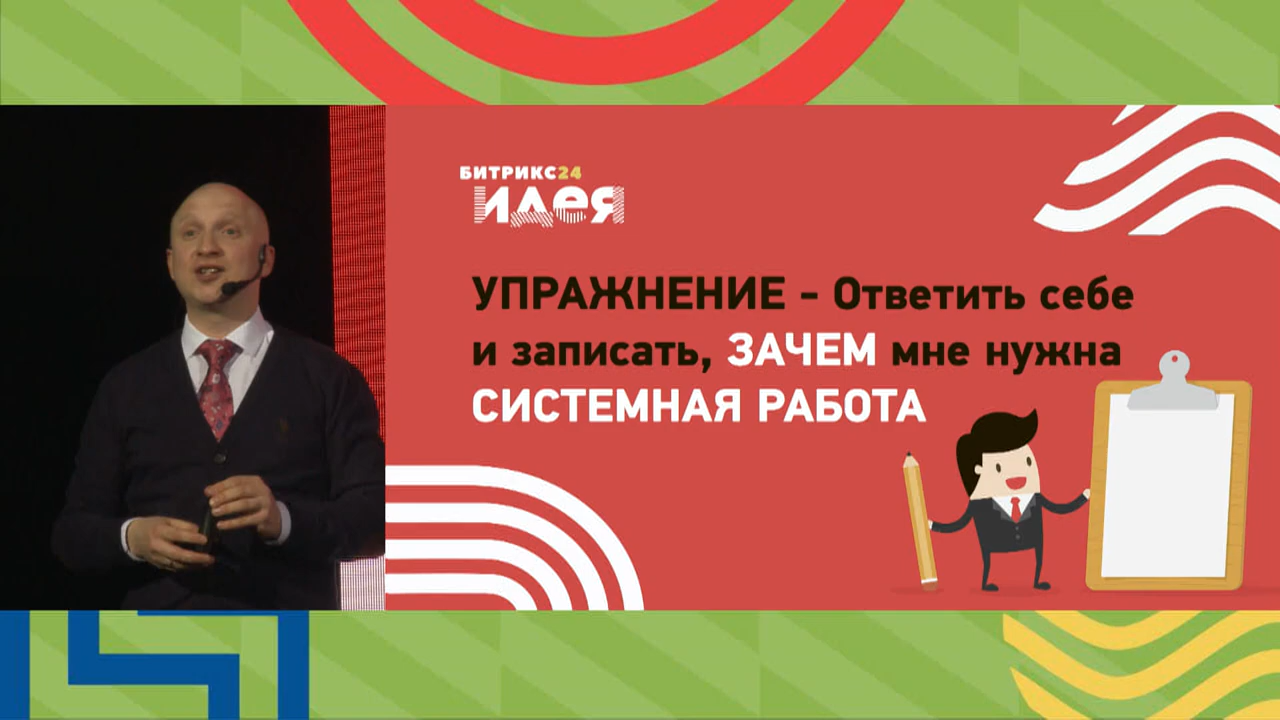 БИТРИКС24
идея
УПРАЖНЕНИЕ - Ответить себе
и записать, ЗАЧЕМ мне нужна
СИСТЕМНАЯ РАБОТА